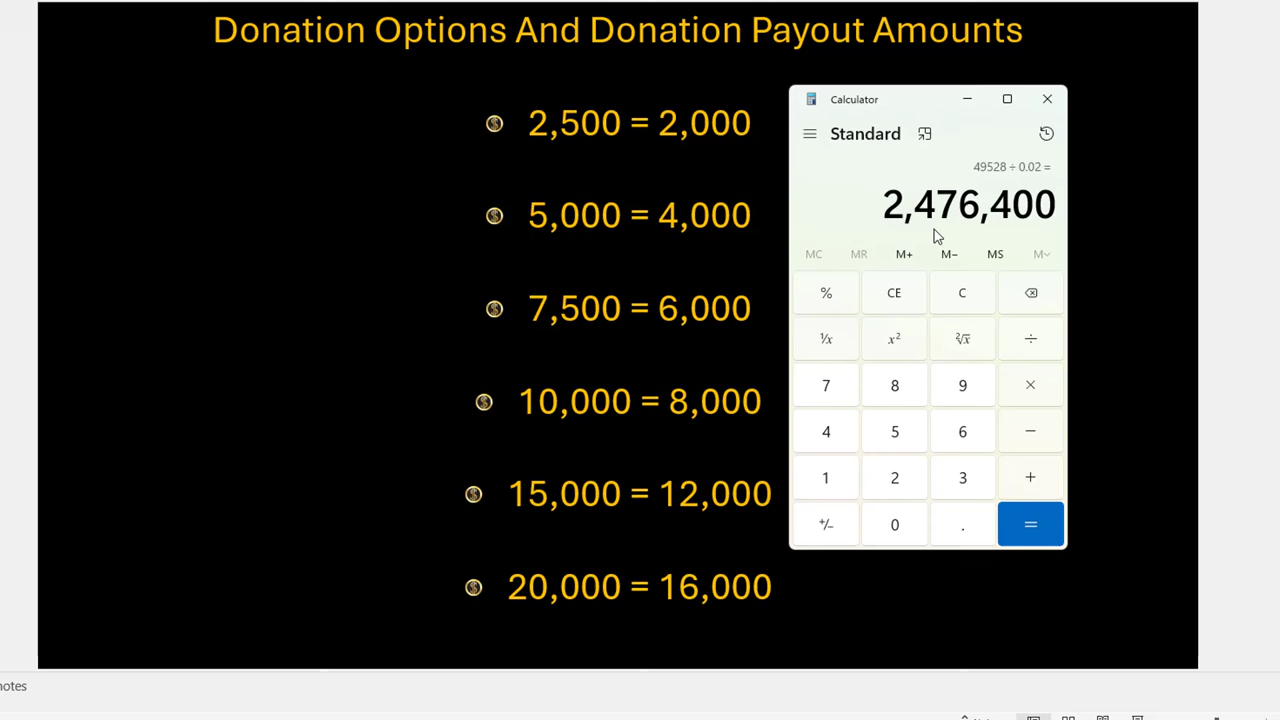 Donation Options And Donation Payout Amounts
2,500 = 2,000
5,000 = 4,000
7,500 = 6,000
10,000 = 8,000
15,000 = 12,000
20,000 = 16,000
Calculator
Standard
49528 ÷ 0.02 =
2,476,400
MC MR M+ M− MS M˅
% CE C
¹/x x² ²√x ÷
7 8 9 ×
4 5 6 −
1 2 3 +
+/− 0 . =
notes